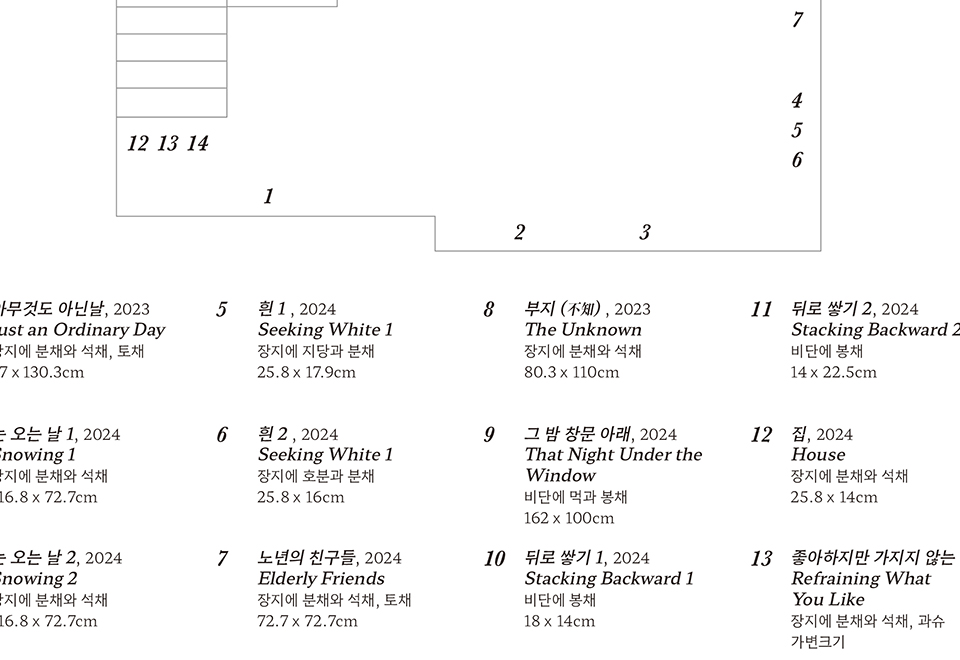 7
4
5
6
12 13 14
1
2
3
아무것도 아닌날, 2023
ust an Ordinary Day
장지에 분채와 석채, 토채
7 x 130.3cm
는 오는 날 1, 2024
Snowing 1
장지에 분채와 석채
16.8 x 72.7cm
는 오는 날 2, 2024
Snowing 2
장지에 분채와 석채
16.8 x 72.7cm
5 흰 1 , 2024
Seeking White 1
장지에 지당과 분채
25.8 x 17.9cm
6 흰 2 , 2024
Seeking White 1
장지에 호분과 분채
25.8 x 16cm
7 노년의 친구들, 2024
Elderly Friends
장지에 분채와 석채, 토채
72.7 x 72.7cm
8 부지 (不知) , 2023
The Unknown
장지에 분채와 석채
80.3 x 110cm
9 그 밤 창문 아래, 2024
That Night Under the
Window
비단에 먹과 봉채
162 x 100cm
10 뒤로 쌓기 1, 2024
Stacking Backward 1
비단에 봉채
18 x 14cm
11 뒤로 쌓기 2, 2024
Stacking Backward 2
비단에 봉채
14 x 22.5cm
12 집, 2024
House
장지에 분채와 석채
25.8 x 14cm
13 좋아하지만 가지지 않는
Refraining What
You Like
장지에 분채와 석채, 과슈
가변크기